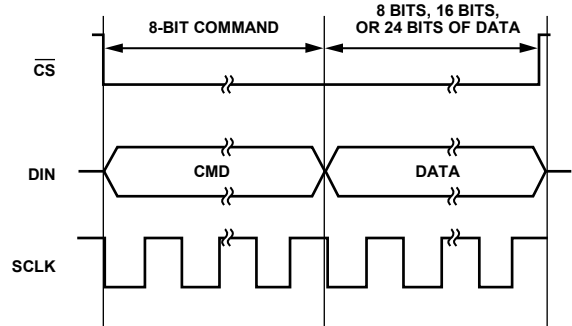 8-BIT COMMAND
8 BITS, 16 BITS,
OR 24 BITS OF DATA
CS
DIN
CMD
DATA
SCLK